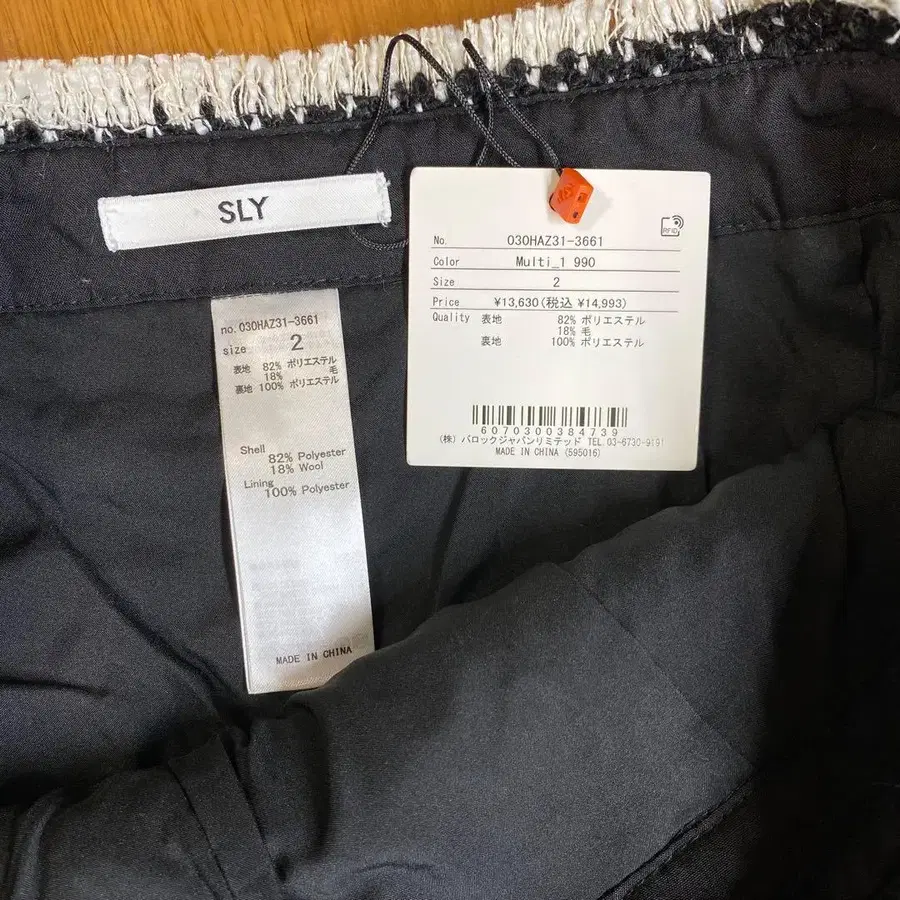 SLY
no. 030HAZ31-3661
size 2
表地 82% ポリエステル
18% 毛
裏地 100% ポリエステル
Shell
82% Polyester
18% Wool
Lining
100% Polyester
MADE IN CHINA
RFID
No. 030HAZ31-3661
Color Multi_1 990
Size 2
Price ¥13,630(税込 ¥14,993)
Quality 表地 82% ポリエステル
18% 毛
裏地 100% ポリエステル
6070300384739
(株) バロックジャパンリミテッド TEL.03-6730-9191
MADE IN CHINA (595016)